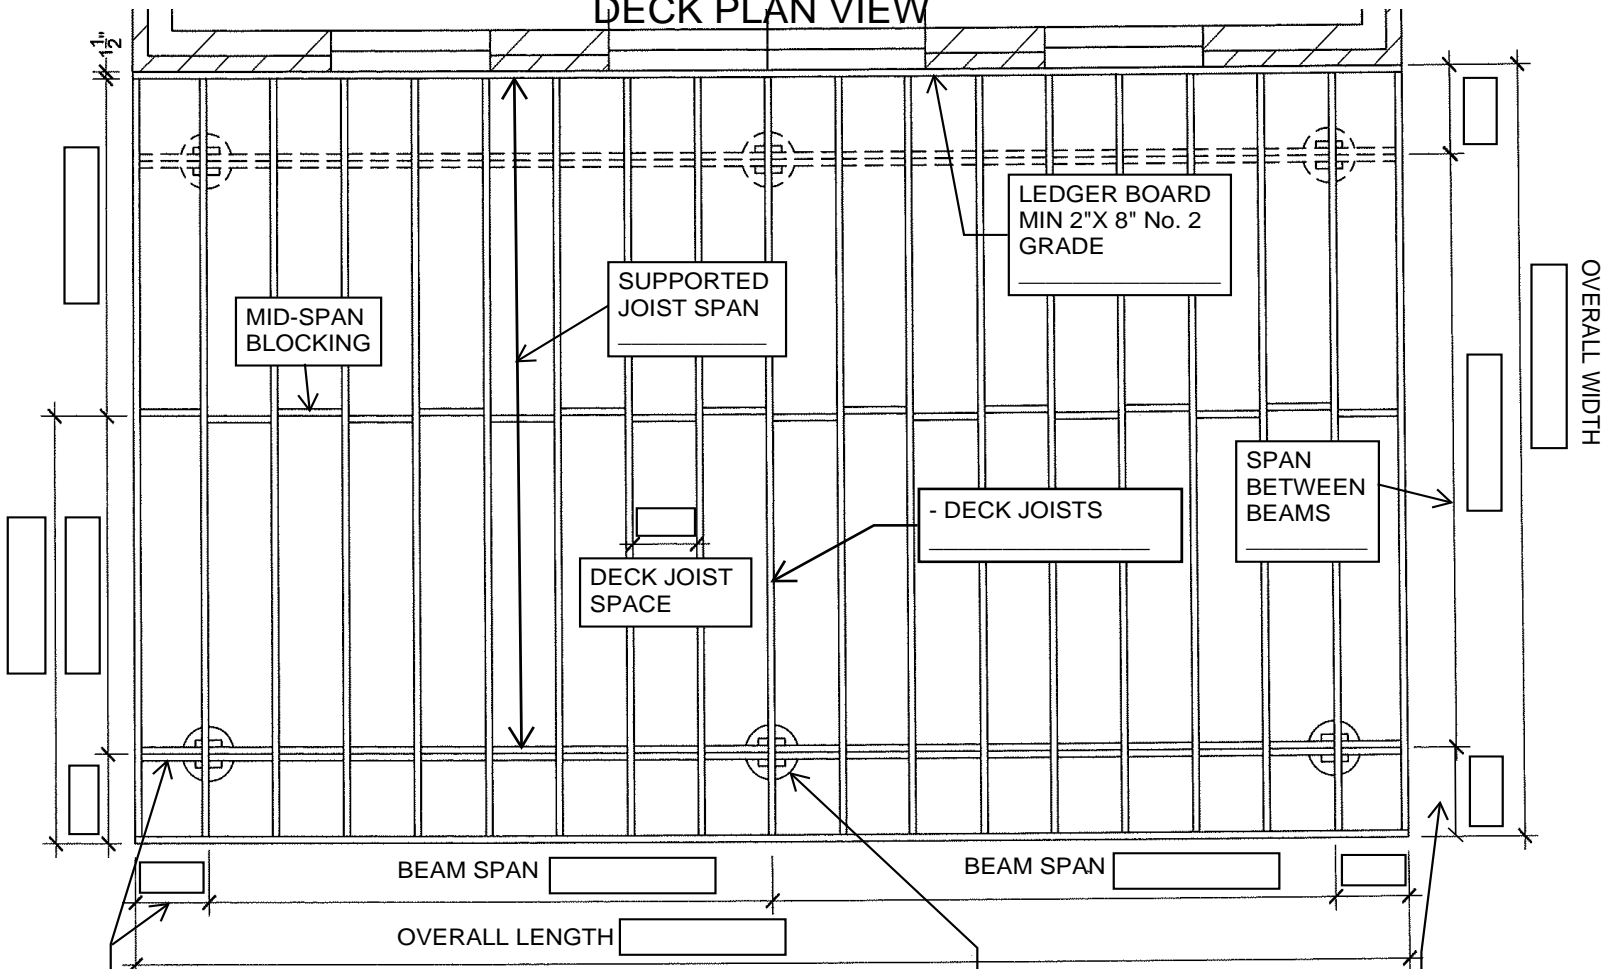 DECK PLAN VIEW
1 1/2"
LEDGER BOARD
MIN 2"X 8" No. 2
GRADE
SUPPORTED
JOIST SPAN
MID-SPAN
BLOCKING
OVERALL WIDTH
SPAN
BETWEEN
BEAMS
- DECK JOISTS
DECK JOIST
SPACE
BEAM SPAN
BEAM SPAN
OVERALL LENGTH